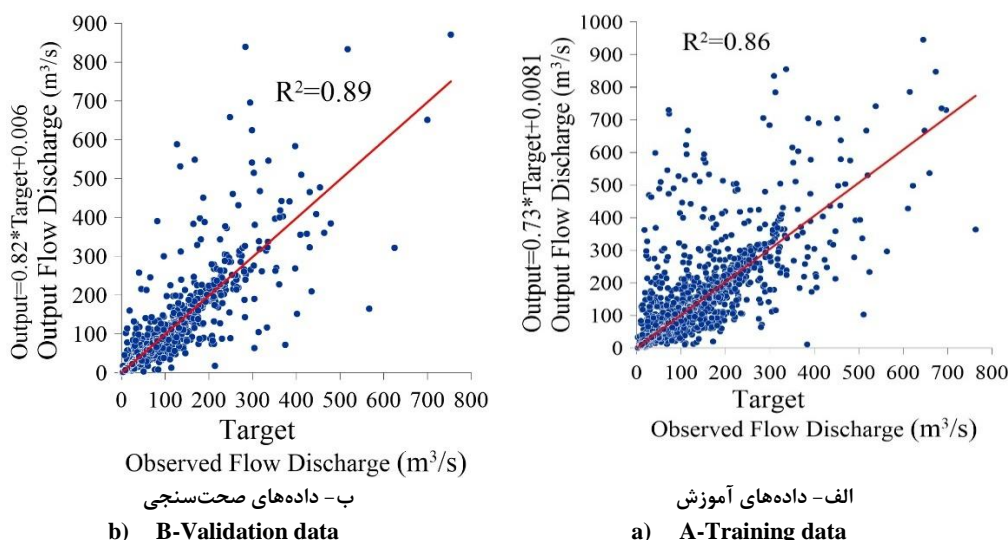 900
800
700
600
500
400
300
200
100
0
Output=0.82*Target+0.006
Output Flow Discharge (m³/s)
R²=0.89
0 100 200 300 400 500 600 700 800
Target
Observed Flow Discharge (m³/s)
ب- داده‌های صحت‌سنجی
b) B-Validation data
1000
900
800
700
600
500
400
300
200
100
0
Output=0.73*Target+0.0081
Output Flow Discharge (m³/s)
R²=0.86
0 100 200 300 400 500 600 700 800
Target
Observed Flow Discharge (m³/s)
الف- داده‌های آموزش
a) A-Training data